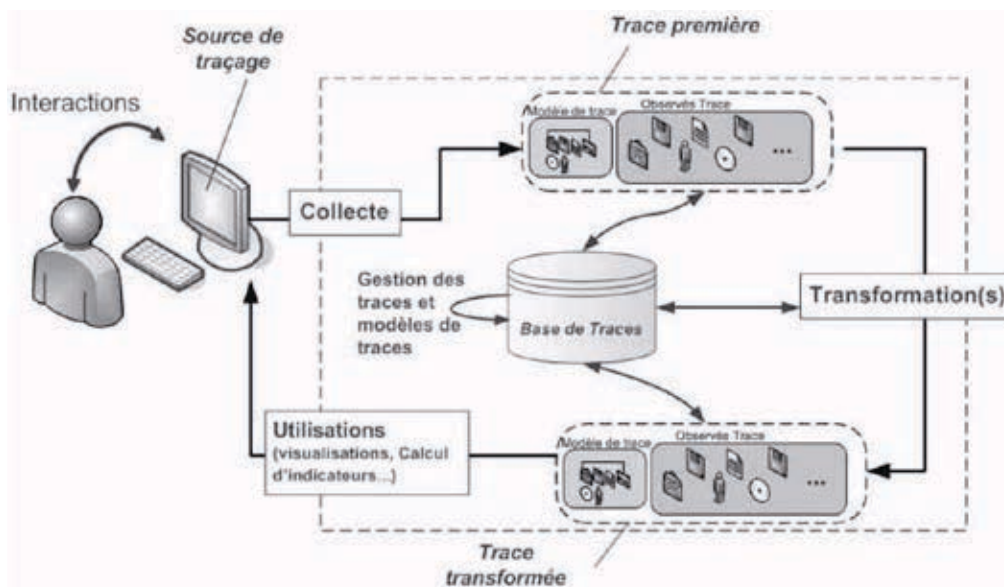 Source de
traçage
Trace première
Interactions
Modèle de trace
Observés Trace
...
Collecte
Gestion des
traces et
modèles de
traces
Base de Traces
Transformation(s)
Utilisations
(visualisations, Calcul
d'indicateurs...)
Modèle de trace
Observés Trace
...
Trace
transformée